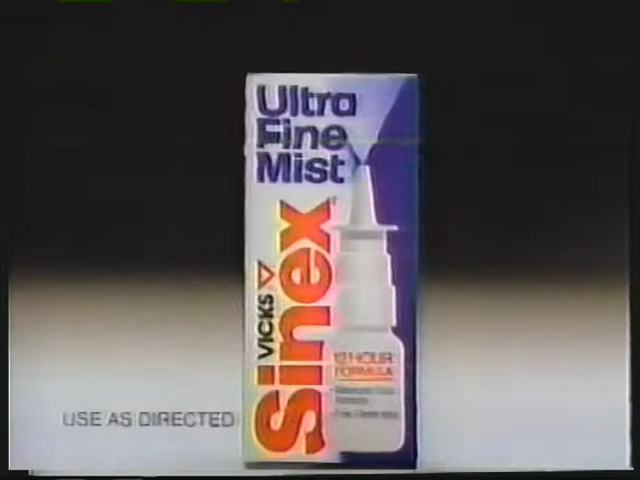 Ultra
Fine
Mist
VICKS
Sinex
12 HOUR
FORMULA
USE AS DIRECTED